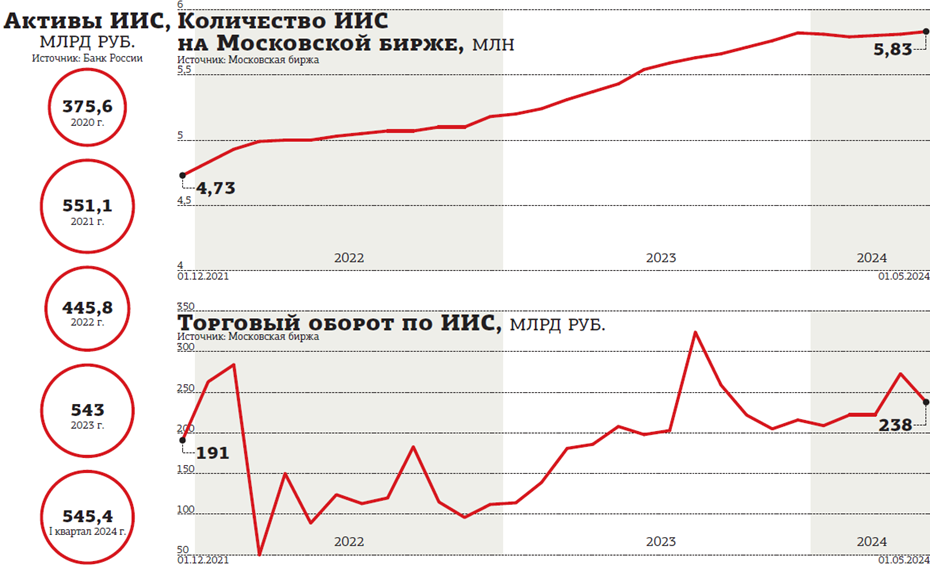 Активы ИИС,
МЛРД РУБ.
Источник: Банк России
375,6
2020 г.
551,1
2021 г.
445,8
2022 г.
543
2023 г.
545,4
I квартал 2024 г.
Количество ИИС
на Московской бирже, МЛН
Источник: Московская биржа
6
5,5
5
4,5
4
4,73
5,83
2022
2023
2024
01.12.2021
01.05.2024
Торговый оборот по ИИС, МЛРД РУБ.
Источник: Московская биржа
350
300
250
200
150
100
50
191
238
2022
2023
2024
01.12.2021
01.05.2024